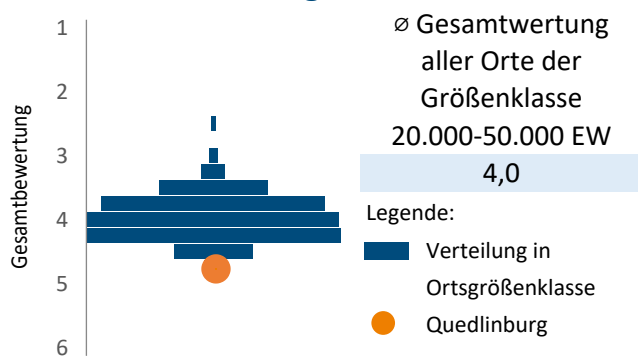 Gesamtbewertung
1
2
3
4
5
6
⌀ Gesamtwertung
aller Orte der
Größenklasse
20.000-50.000 EW
4,0
Legende:
Verteilung in
Ortsgrößenklasse
Quedlinburg